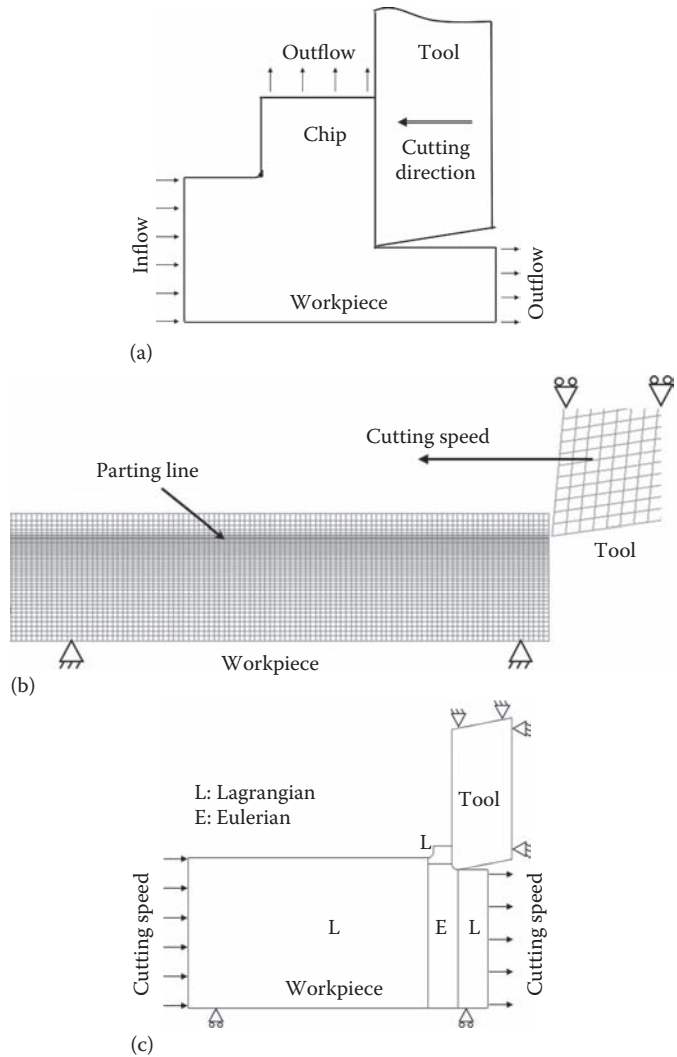 Outflow
Tool
Chip
Cutting
direction
Inflow
Workpiece
Outflow
(a)
Cutting speed
Parting line
Tool
Workpiece
(b)
L: Lagrangian
E: Eulerian
Tool
L
Cutting speed
L
E
L
Cutting speed
Workpiece
(c)